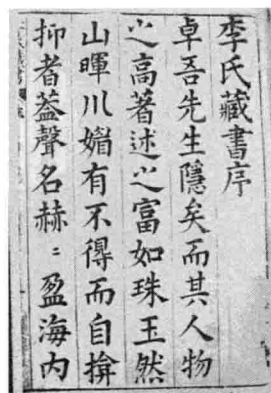 李氏藏書序
卓吾先生隱矣而其人物
之高著述之富如珠玉然
山暉川媚有不得而自揜
抑者葢聲名赫〻盈海内